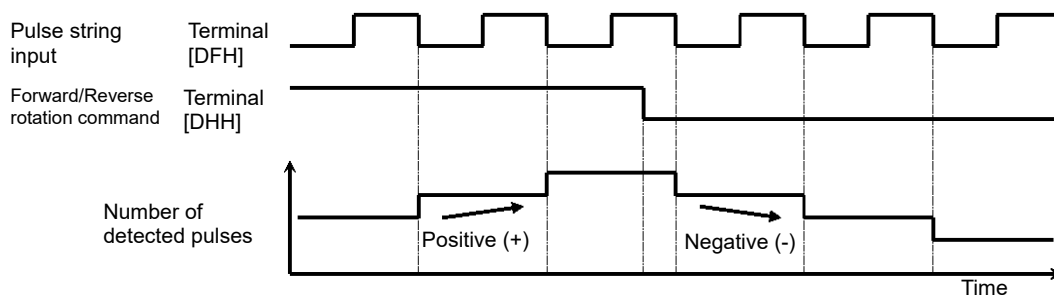 Pulse string
input
Terminal
[DFH]
Forward/Reverse
rotation command
Terminal
[DHH]
Number of
detected pulses
Positive (+)
Negative (-)
Time